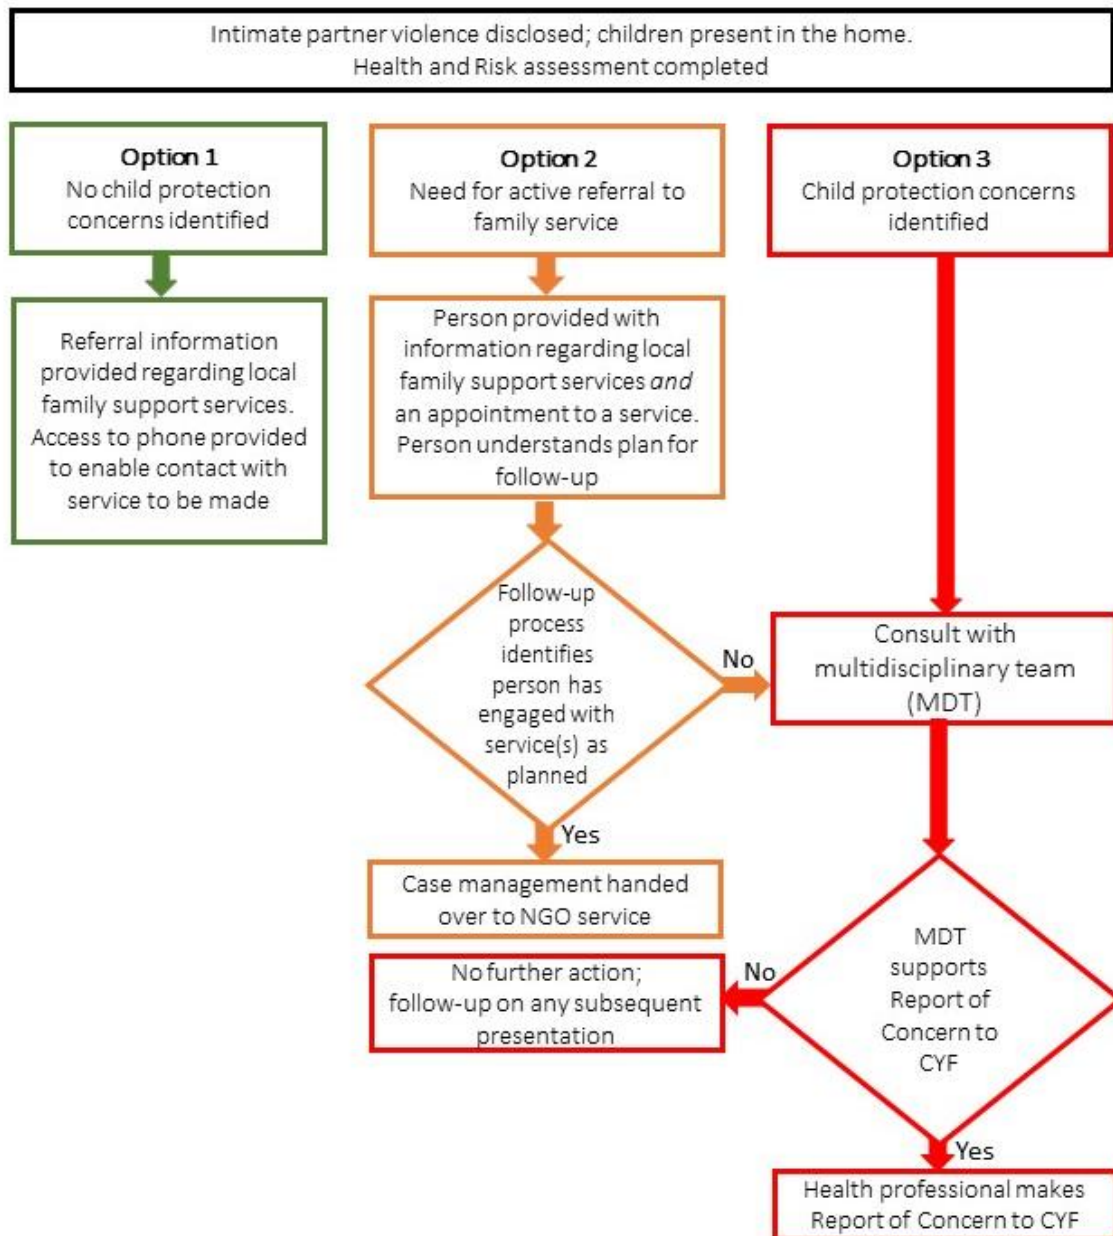 Intimate partner violence disclosed; children present in the home.
Health and Risk assessment completed
Option 1
No child protection
concerns identified
Option 2
Need for active referral to
family service
Option 3
Child protection concerns
identified
Referral information
provided regarding local
family support services.
Access to phone provided
to enable contact with
service to be made
Person provided with
information regarding local
family support services and
an appointment to a service.
Person understands plan for
follow-up
Follow-up
process
identifies
person has
engaged with
service(s) as
planned
No
Consult with
multidisciplinary team
(MDT)
Yes
Case management handed
over to NGO service
MDT
supports
Report of
Concern to
CYF
No
No further action;
follow-up on any subsequent
presentation
Yes
Health professional makes
Report of Concern to CYF